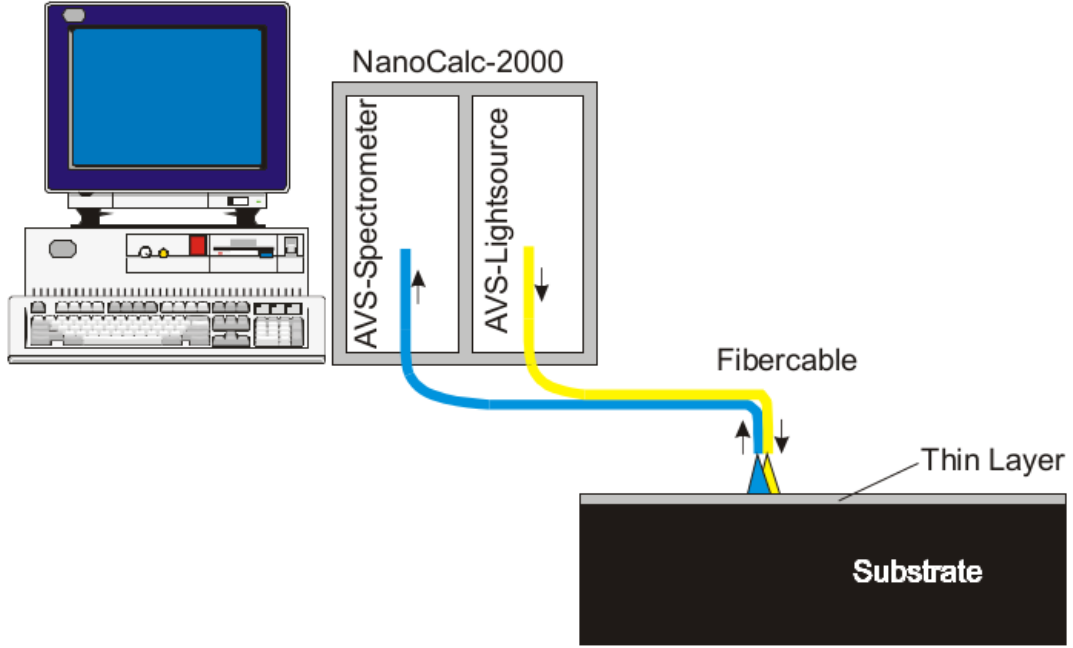 NanoCalc-2000
AVS-Spectrometer
AVS-Lightsource
Fibercable
Thin Layer
Substrate